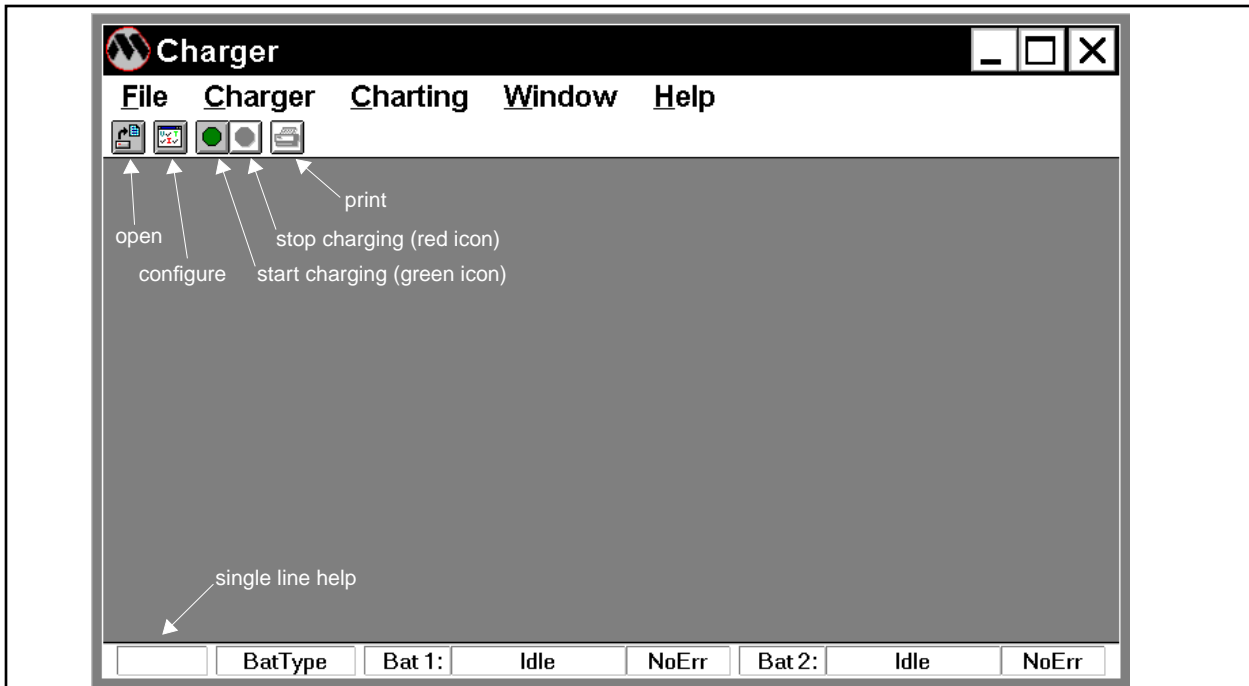 Charger
File Charger Charting Window Help
print
open
stop charging (red icon)
configure
start charging (green icon)
single line help
BatType Bat 1: Idle NoErr Bat 2: Idle NoErr